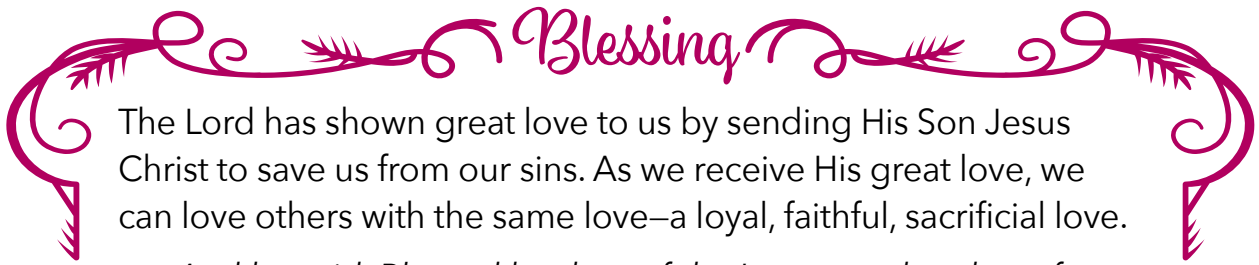 Blessing
The Lord has shown great love to us by sending His Son Jesus
Christ to save us from our sins. As we receive His great love, we
can love others with the same love—a loyal, faithful, sacrificial love.